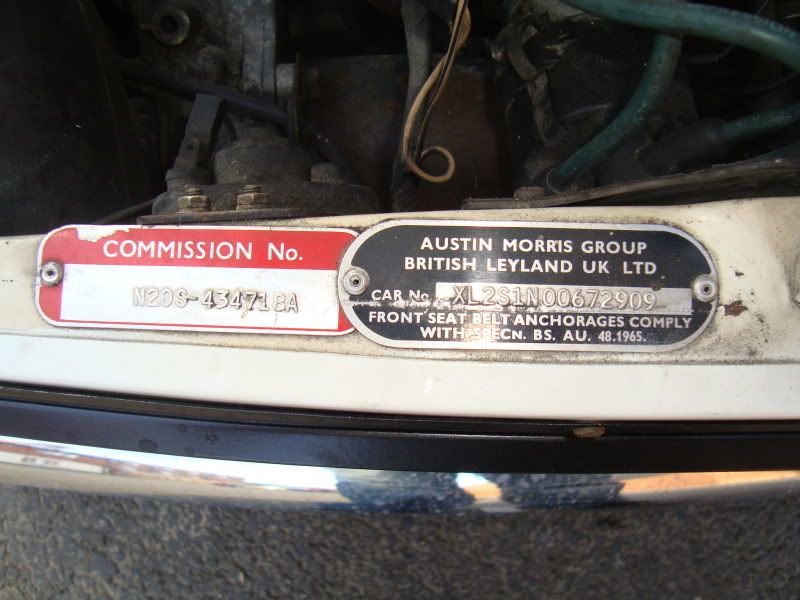 COMMISSION No.
N20S-434718A
AUSTIN MORRIS GROUP
BRITISH LEYLAND UK LTD
CAR No XL2S1N00672909
FRONT SEAT BELT ANCHORAGES COMPLY
WITH SPECN. BS. AU. 48.1965.